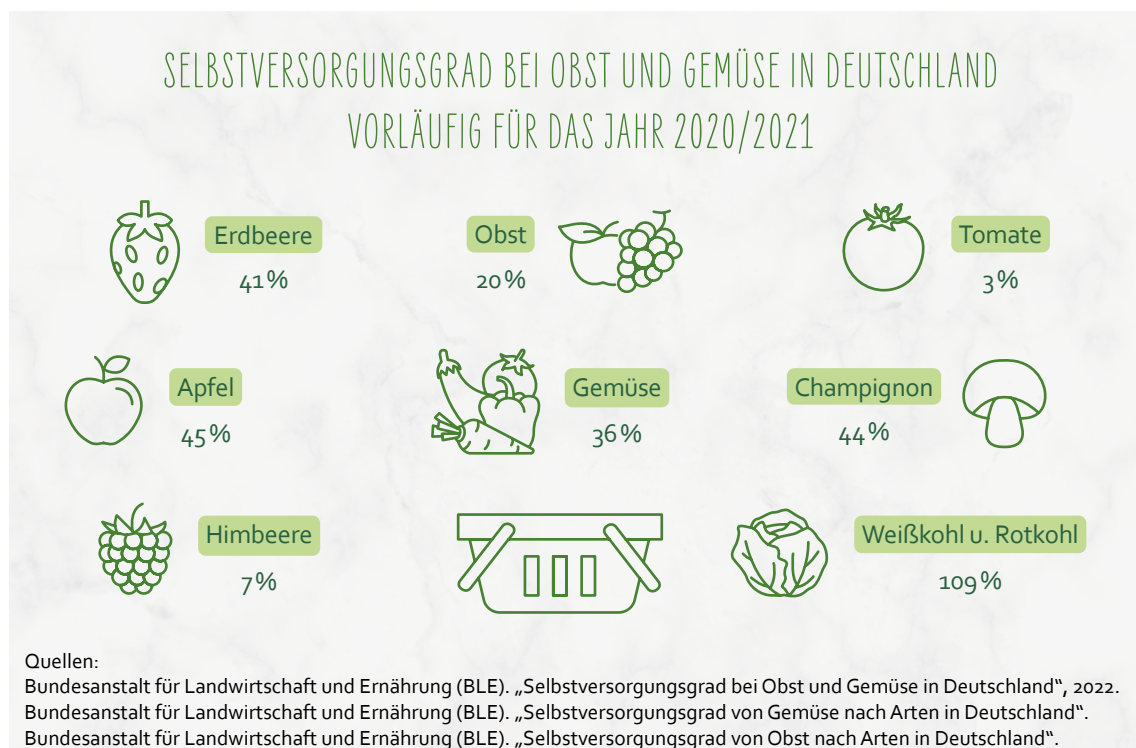 SELBSTVERSORGUNGSGRAD BEI OBST UND GEMÜSE IN DEUTSCHLAND
VORLÄUFIG FÜR DAS JAHR 2020/2021
Erdbeere
41%
Obst
20%
Tomate
3%
Apfel
45%
Gemüse
36%
Champignon
44%
Himbeere
7%
Weißkohl u. Rotkohl
109%
Quellen:
Bundesanstalt für Landwirtschaft und Ernährung (BLE). „Selbstversorgungsgrad bei Obst und Gemüse in Deutschland“, 2022.
Bundesanstalt für Landwirtschaft und Ernährung (BLE). „Selbstversorgungsgrad von Gemüse nach Arten in Deutschland“.
Bundesanstalt für Landwirtschaft und Ernährung (BLE). „Selbstversorgungsgrad von Obst nach Arten in Deutschland“.